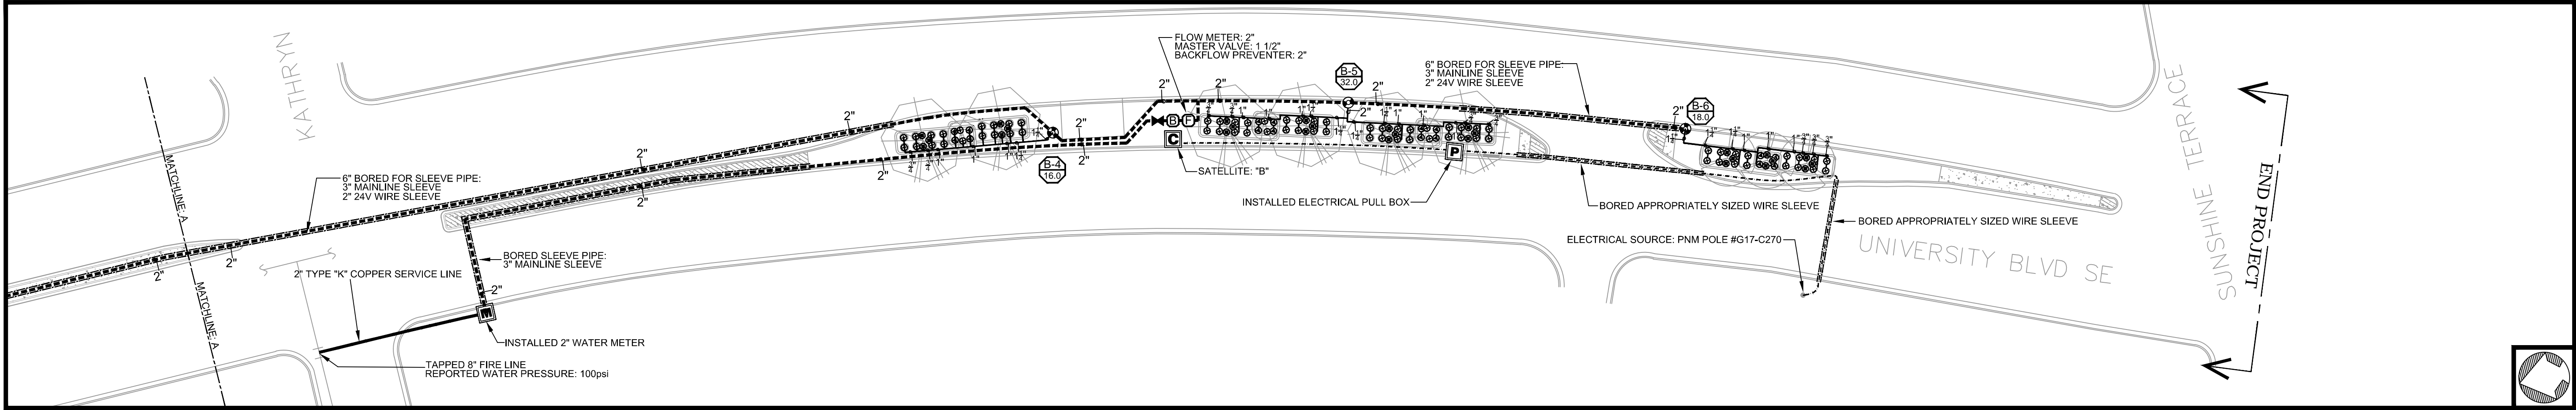 KATHRYN
MATCHLINE: A
MATCHLINE: A
6" BORED FOR SLEEVE PIPE:
3" MAINLINE SLEEVE
2" 24V WIRE SLEEVE
2"
2"
2" TYPE "K" COPPER SERVICE LINE
TAPPED 8" FIRE LINE
REPORTED WATER PRESSURE: 100psi
M
INSTALLED 2" WATER METER
2"
BORED SLEEVE PIPE:
3" MAINLINE SLEEVE
2"
2"
2"
2"
B-4
16.0
2"
2"
2"
FLOW METER: 2"
MASTER VALVE: 1 1/2"
BACKFLOW PREVENTER: 2"
B
F
C
SATELLITE: "B"
2"
B-5
32.0
2"
2"
INSTALLED ELECTRICAL PULL BOX
P
6" BORED FOR SLEEVE PIPE:
3" MAINLINE SLEEVE
2" 24V WIRE SLEEVE
2"
B-6
18.0
BORED APPROPRIATELY SIZED WIRE SLEEVE
BORED APPROPRIATELY SIZED WIRE SLEEVE
ELECTRICAL SOURCE: PNM POLE #G17-C270
UNIVERSITY BLVD SE
SUNSHINE TERRACE
END PROJECT